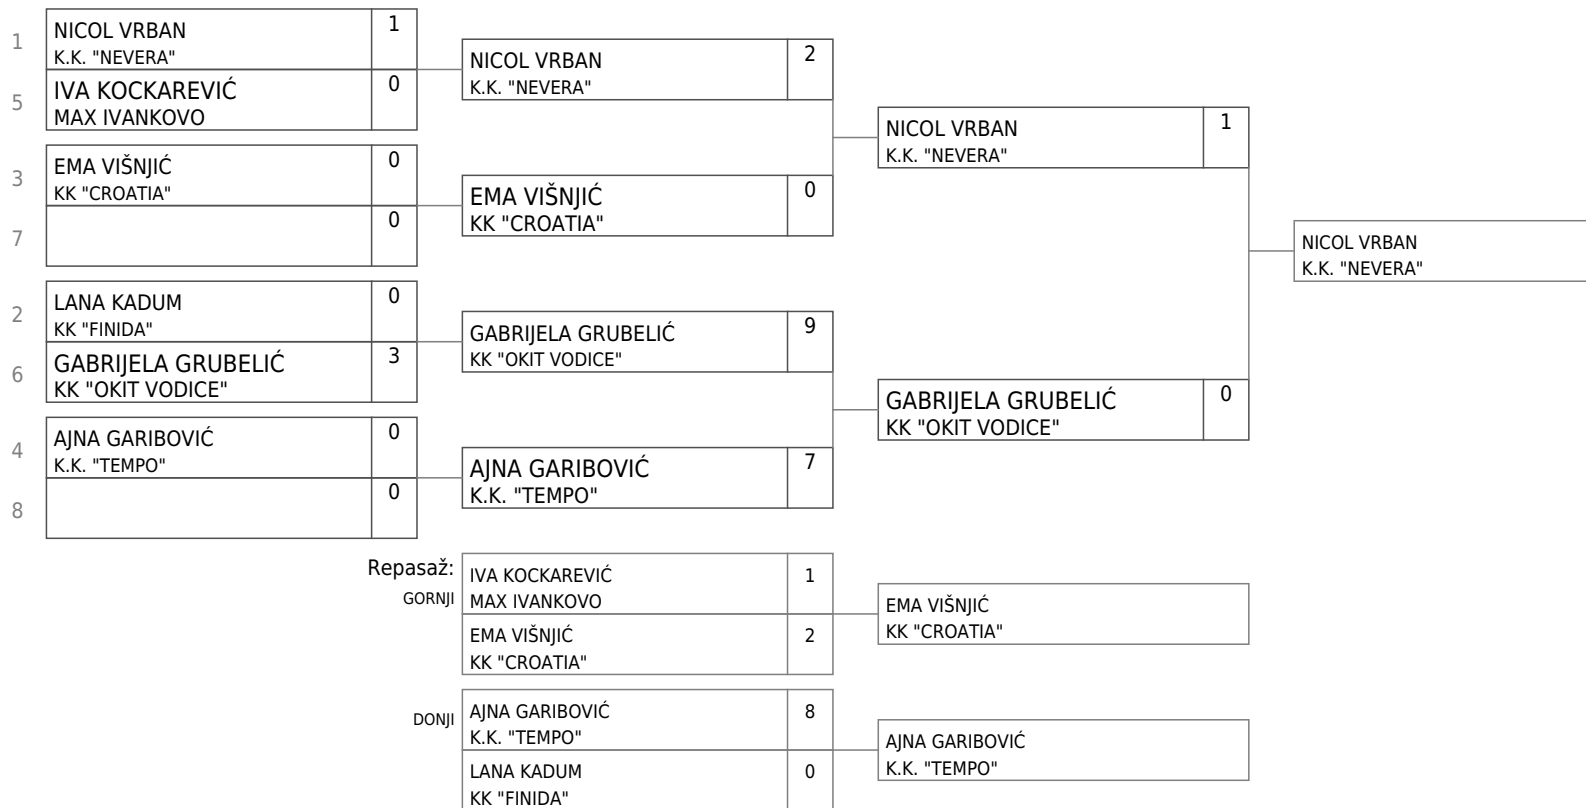 1
NICOL VRBAN
K.K. "NEVERA"
1
5
IVA KOCKAREVIĆ
MAX IVANKOVO
0
3
EMA VIŠNJIĆ
KK "CROATIA"
0
7
0
2
LANA KADUM
KK "FINIDA"
0
6
GABRIJELA GRUBELIĆ
KK "OKIT VODICE"
3
4
AJNA GARIBOVIĆ
K.K. "TEMPO"
0
8
0
NICOL VRBAN
K.K. "NEVERA"
2
EMA VIŠNJIĆ
KK "CROATIA"
0
GABRIJELA GRUBELIĆ
KK "OKIT VODICE"
9
AJNA GARIBOVIĆ
K.K. "TEMPO"
7
NICOL VRBAN
K.K. "NEVERA"
1
GABRIJELA GRUBELIĆ
KK "OKIT VODICE"
0
NICOL VRBAN
K.K. "NEVERA"
Repasaž:
GORNJI
IVA KOCKAREVIĆ
MAX IVANKOVO
1
EMA VIŠNJIĆ
KK "CROATIA"
2
EMA VIŠNJIĆ
KK "CROATIA"
DONJI
AJNA GARIBOVIĆ
K.K. "TEMPO"
8
LANA KADUM
KK "FINIDA"
0
AJNA GARIBOVIĆ
K.K. "TEMPO"